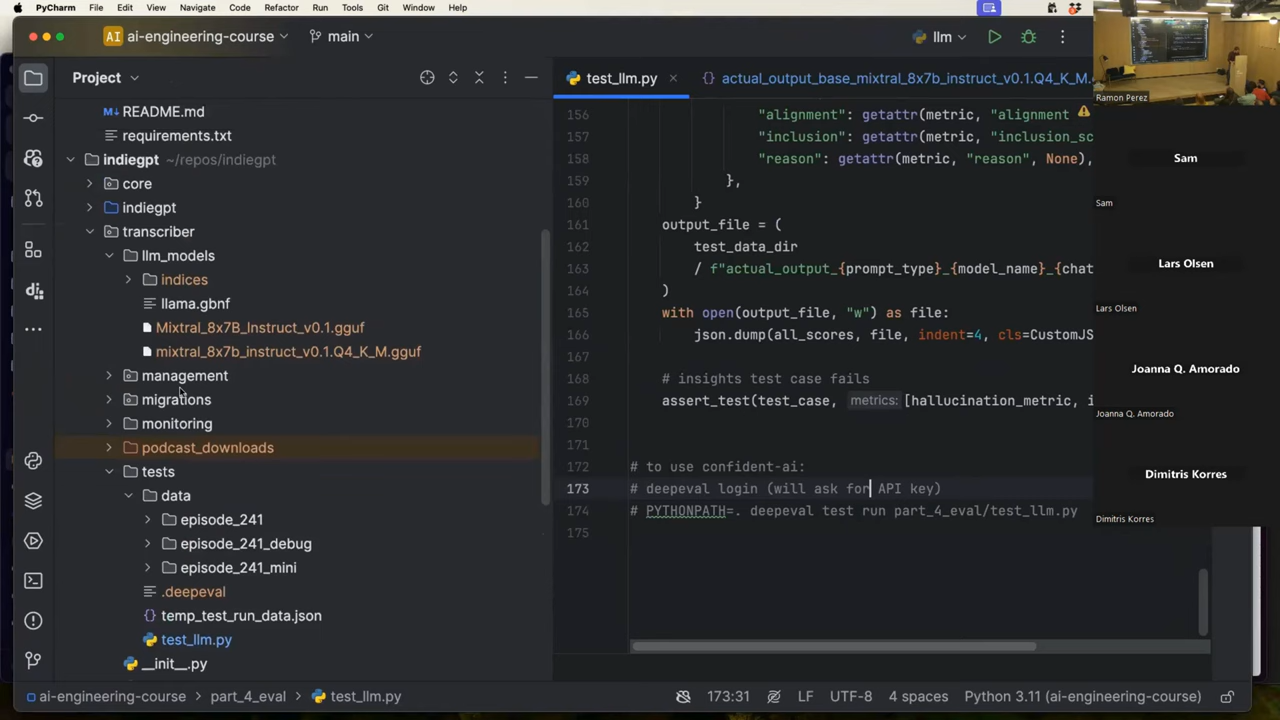 PyCharm File Edit View Navigate Code Refactor Run Tools Git Window Help
AI ai-engineering-course main llm
Project
README.md
requirements.txt
indiegpt ~/repos/indiegpt
core
indiegpt
transcriber
llm_models
indices
llama.gbnf
Mixtral_8x7B_Instruct_v0.1.gguf
mixtral_8x7b_instruct_v0.1.Q4_K_M.gguf
management
migrations
monitoring
podcast_downloads
tests
data
episode_241
episode_241_debug
episode_241_mini
.deepeval
temp_test_run_data.json
test_llm.py
__init__.py
test_llm.py actual_output_base_mixtral_8x7b_instruct_v0.1.Q4_K_M.
156 "alignment": getattr(metric, "alignment
157 "inclusion": getattr(metric, "inclusion_sc
158 "reason": getattr(metric, "reason", None),
159 },
160 }
161 output_file = (
162 test_data_dir
163 / f"actual_output_{prompt_type}_{model_name}_{chat
164 )
165 with open(output_file, "w") as file:
166 json.dump(all_scores, file, indent=4, cls=CustomJS
167
168 # insights test case fails
169 assert_test(test_case, metrics: [hallucination_metric, i
170
171
172 # to use confident-ai:
173 # deepeval login (will ask for API key)
174 # PYTHONPATH=. deepeval test run part_4_eval/test_llm.py
175
ai-engineering-course part_4_eval test_llm.py 173:31 LF UTF-8 4 spaces Python 3.11 (ai-engineering-course)
Ramon Perez
Sam
Sam
Lars Olsen
Lars Olsen
Joanna Q. Amorado
Joanna Q. Amorado
Dimitris Korres
Dimitris Korres